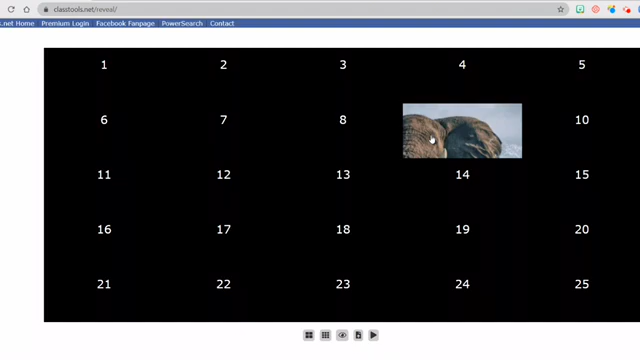 classtools.net/reveal/
s.net Home Premium Login Facebook Fanpage PowerSearch Contact
1 2 3 4 5
6 7 8 10
11 12 13 14 15
16 17 18 19 20
21 22 23 24 25